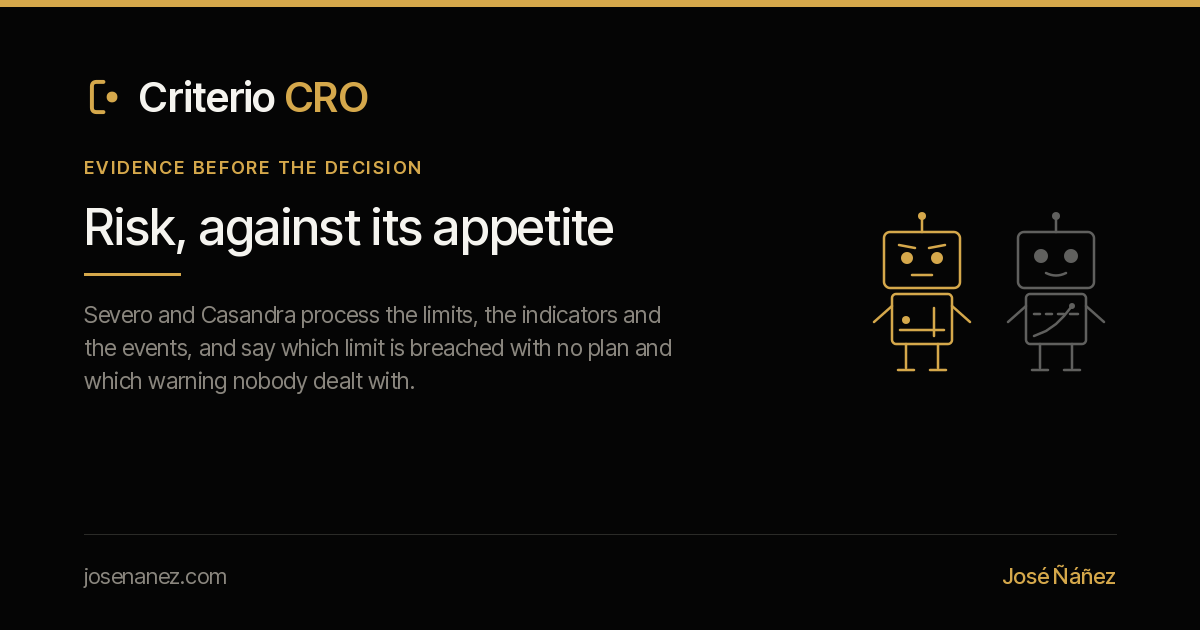 Criterio CRO
EVIDENCE BEFORE THE DECISION
Risk, against its appetite
Severo and Casandra process the limits, the indicators and
the events, and say which limit is breached with no plan and
which warning nobody dealt with.
josenanez.com
José Ñáñez